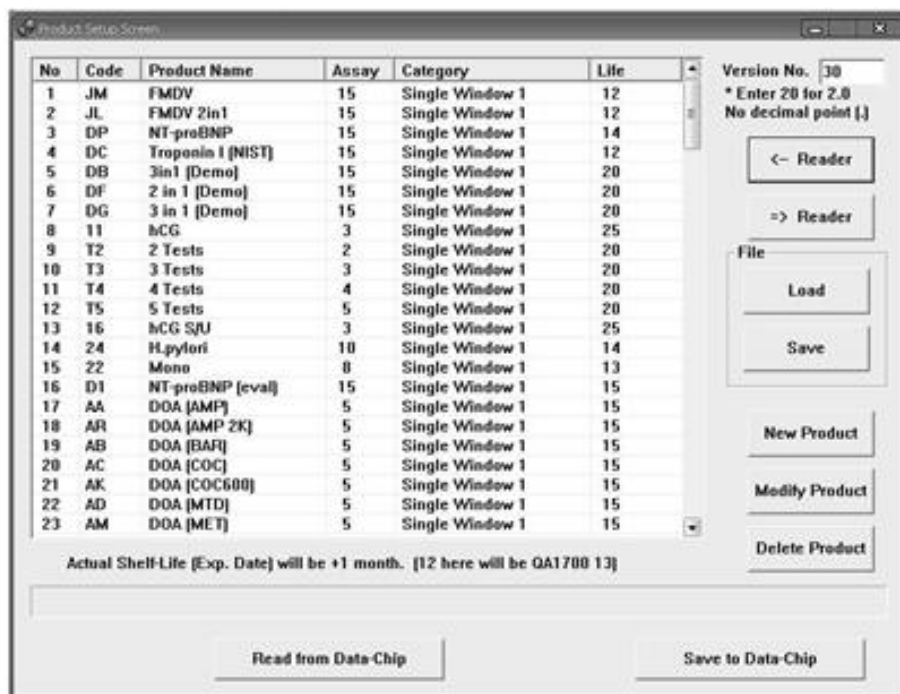 Product Setup Screen
No Code Product Name Assay Category Life
1 JM FMDV 15 Single Window 1 12
2 JL FMDV 2in1 15 Single Window 1 12
3 DP NT-proBNP 15 Single Window 1 14
4 DC Troponin I (NIST) 15 Single Window 1 12
5 DB 3in1 (Demo) 15 Single Window 1 20
6 DF 2 in 1 (Demo) 15 Single Window 1 20
7 DG 3 in 1 (Demo) 15 Single Window 1 20
8 11 hCG 3 Single Window 1 25
9 T2 2 Tests 2 Single Window 1 20
10 T3 3 Tests 3 Single Window 1 20
11 T4 4 Tests 4 Single Window 1 20
12 T5 5 Tests 5 Single Window 1 20
13 16 hCG S/U 3 Single Window 1 25
14 24 H.pylori 10 Single Window 1 14
15 22 Mono 8 Single Window 1 13
16 D1 NT-proBNP (eval) 15 Single Window 1 15
17 AA DOA (AMP) 5 Single Window 1 15
18 AR DOA (AMP 2K) 5 Single Window 1 15
19 AB DOA (BAR) 5 Single Window 1 15
20 AC DOA (COC) 5 Single Window 1 15
21 AK DOA (COC600) 5 Single Window 1 15
22 AD DOA (MTD) 5 Single Window 1 15
23 AM DOA (MET) 5 Single Window 1 15
Version No. 30
* Enter 20 for 2.0
No decimal point (.)
<- Reader
=> Reader
File
Load
Save
New Product
Modify Product
Delete Product
Actual Shelf-Life (Exp. Date) will be +1 month. (12 here will be QA1700 13)
Read from Data-Chip
Save to Data-Chip